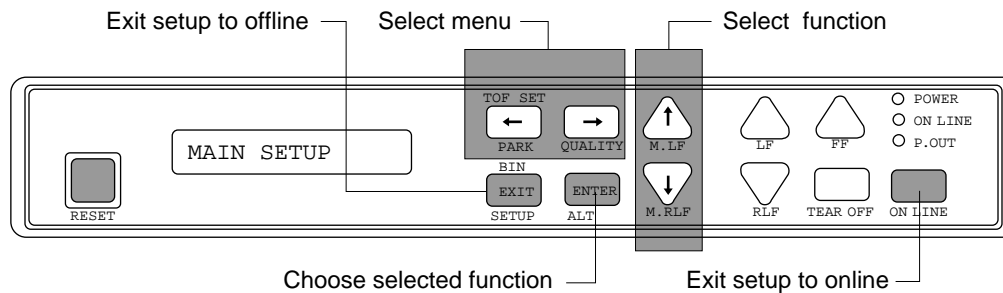 Exit setup to offline
Select menu
Select function
TOF SET
PARK
QUALITY
M.LF
LF
FF
POWER
ON LINE
P.OUT
MAIN SETUP
BIN
EXIT
ENTER
RESET
SETUP
ALT
M.RLF
RLF
TEAR OFF
ON LINE
Choose selected function
Exit setup to online